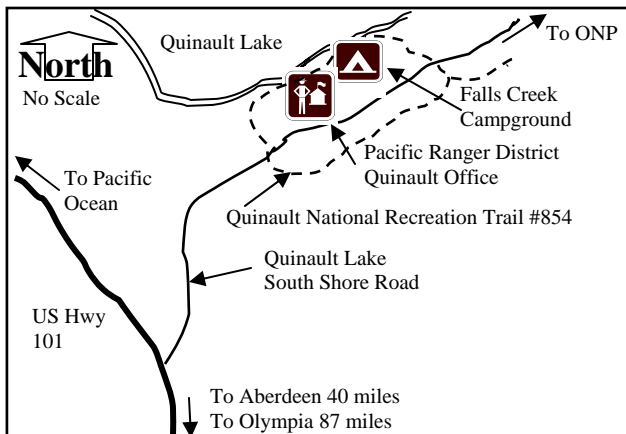 Quinault Lake
To ONP
North
No Scale
Falls Creek
Campground
Pacific Ranger District
Quinault Office
To Pacific
Ocean
Quinault National Recreation Trail #854
Quinault Lake
South Shore Road
US Hwy
101
To Aberdeen 40 miles
To Olympia 87 miles